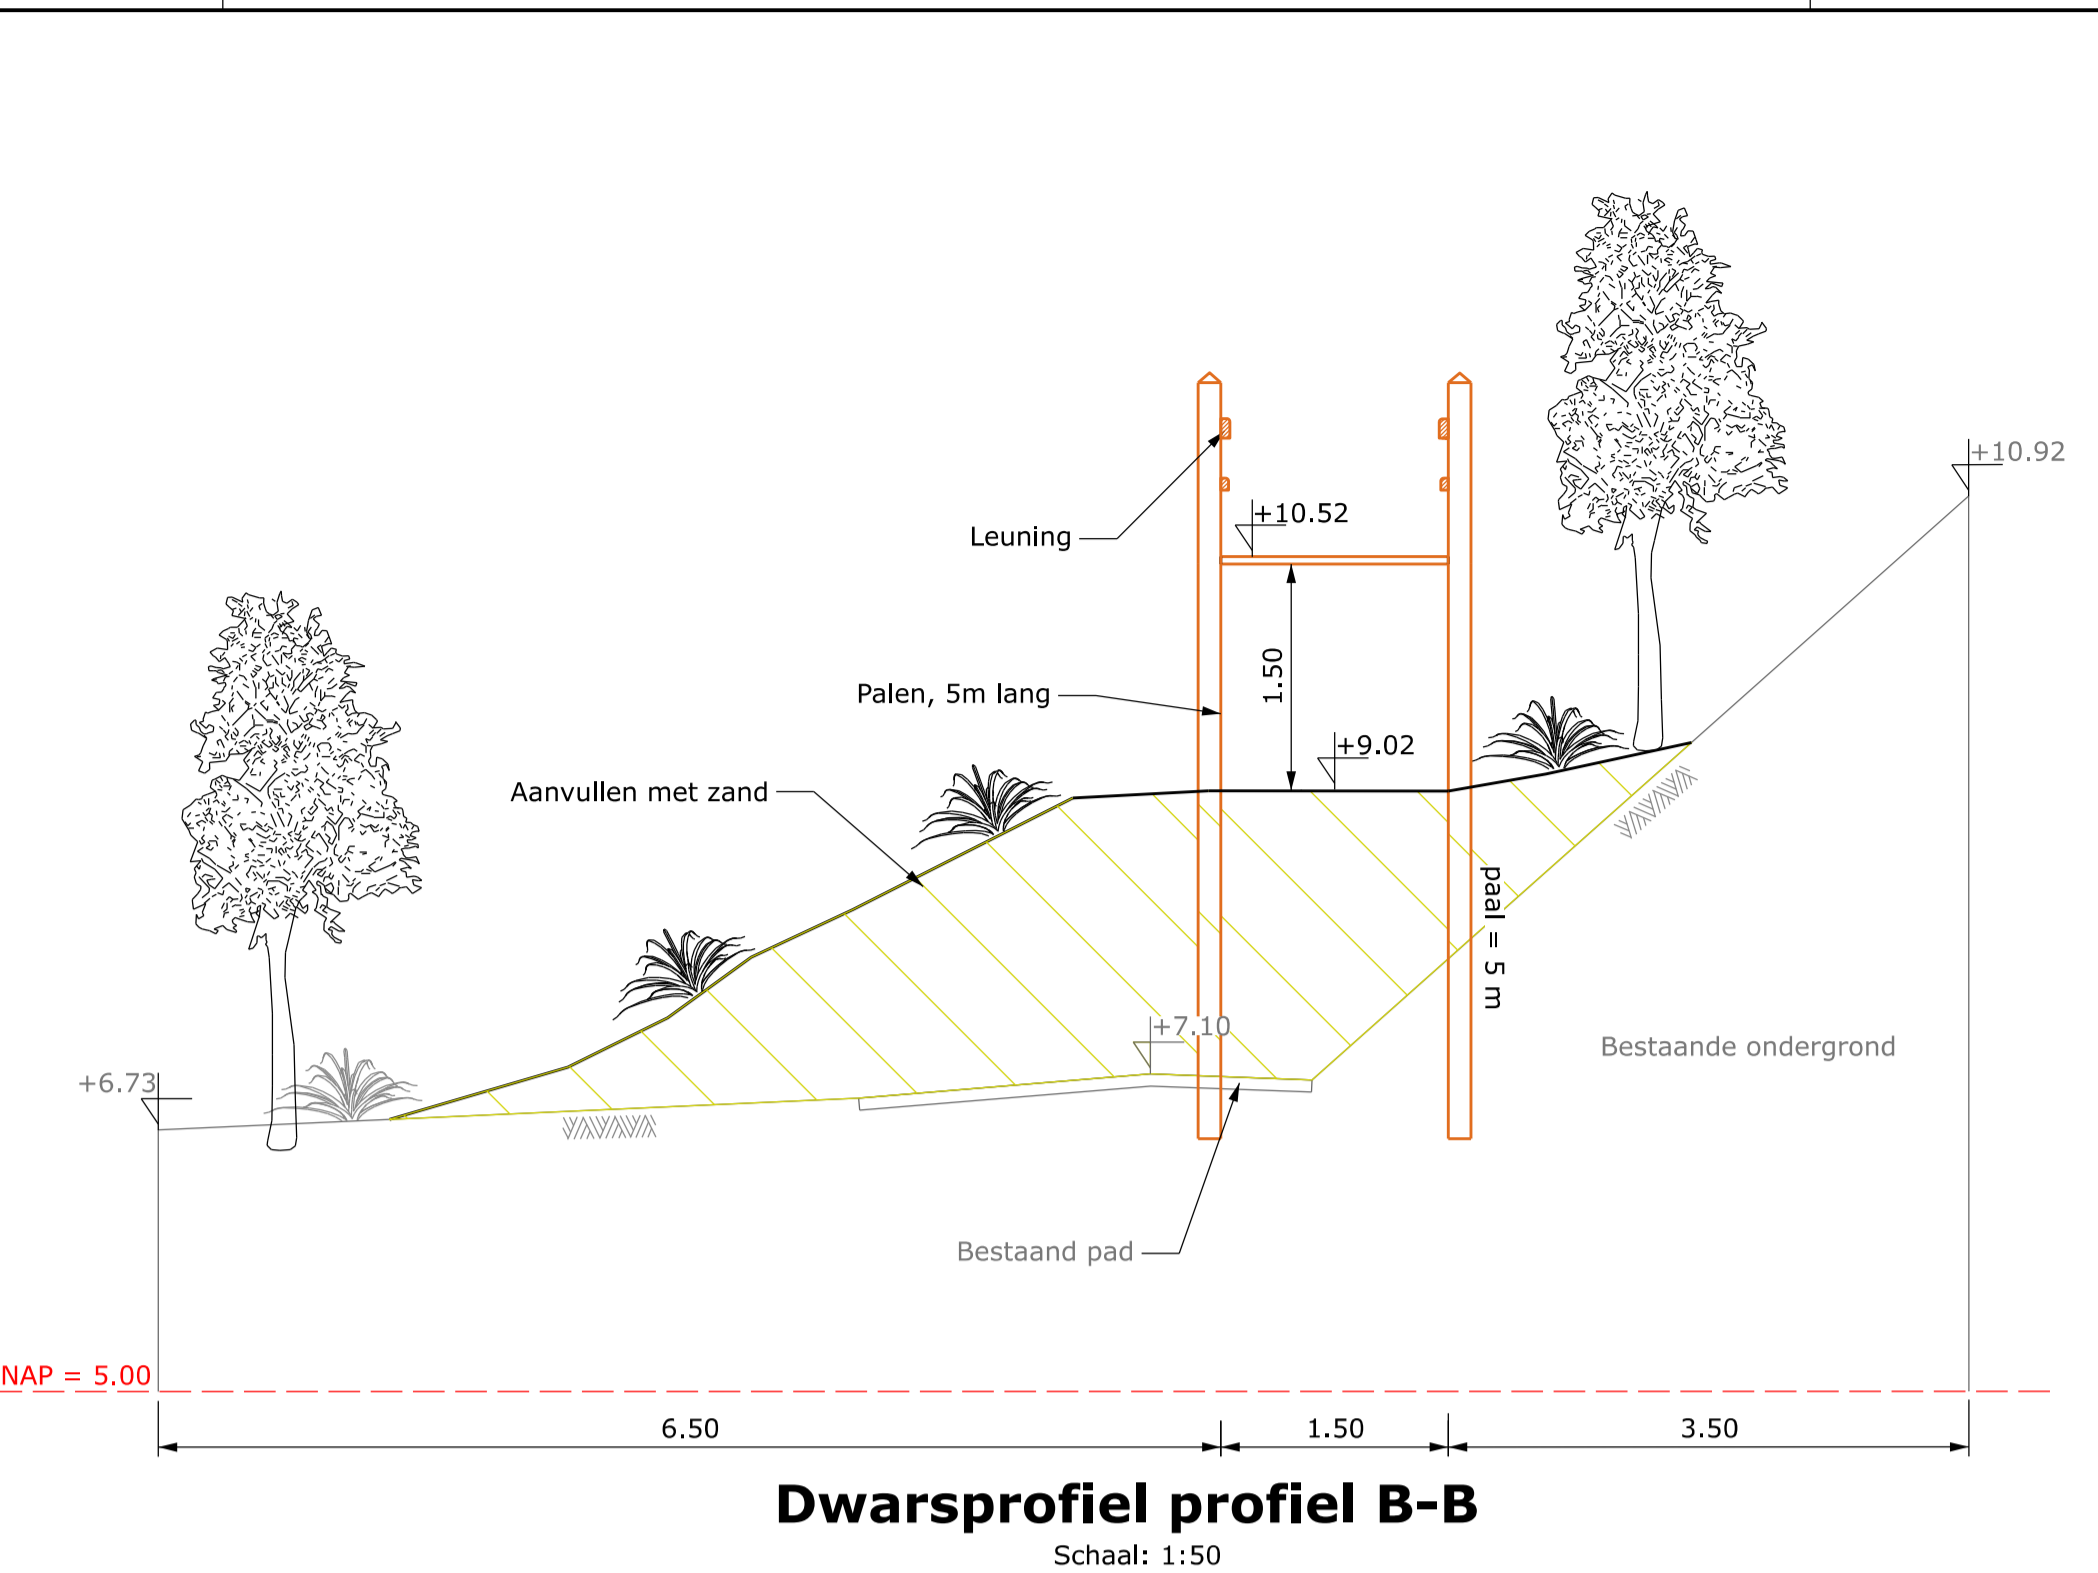 +10.92
+10.52
Leuning
1.50
Palen, 5m lang
+9.02
Aanvullen met zand
paal = 5 m
+7.10
Bestaande ondergrond
+6.73
Bestaand pad
NAP = 5.00
6.50 1.50 3.50
Dwarsprofiel profiel B-B
Schaal: 1:50